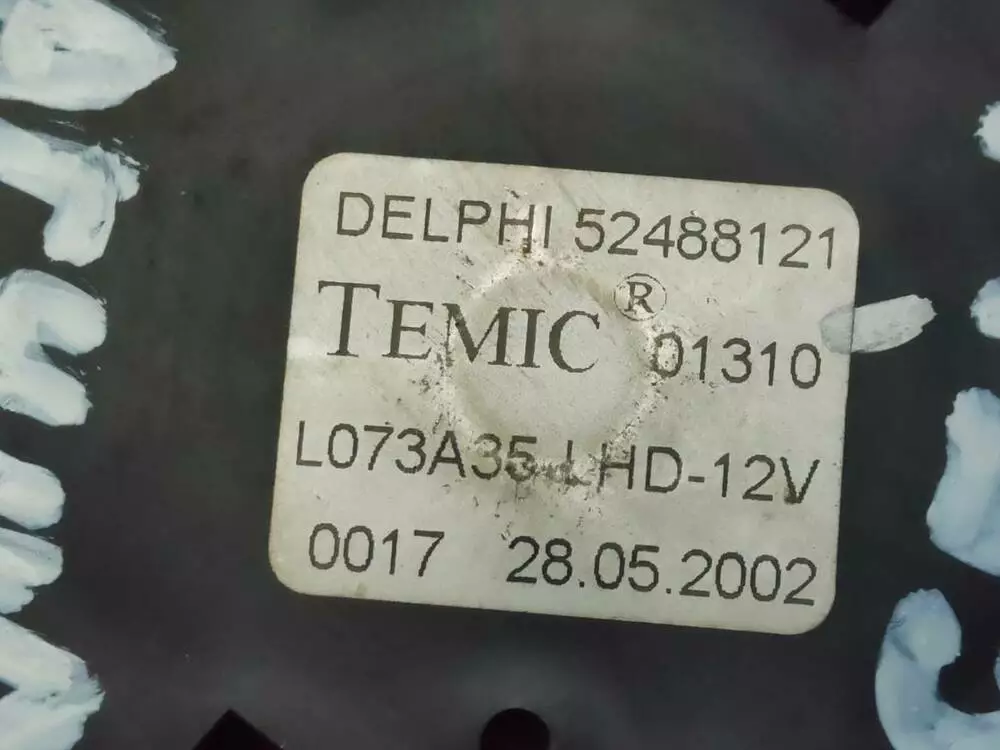 DELPHI 52488121
TEMIC® 01310
L073A35 LHD-12V
0017 28.05.2002